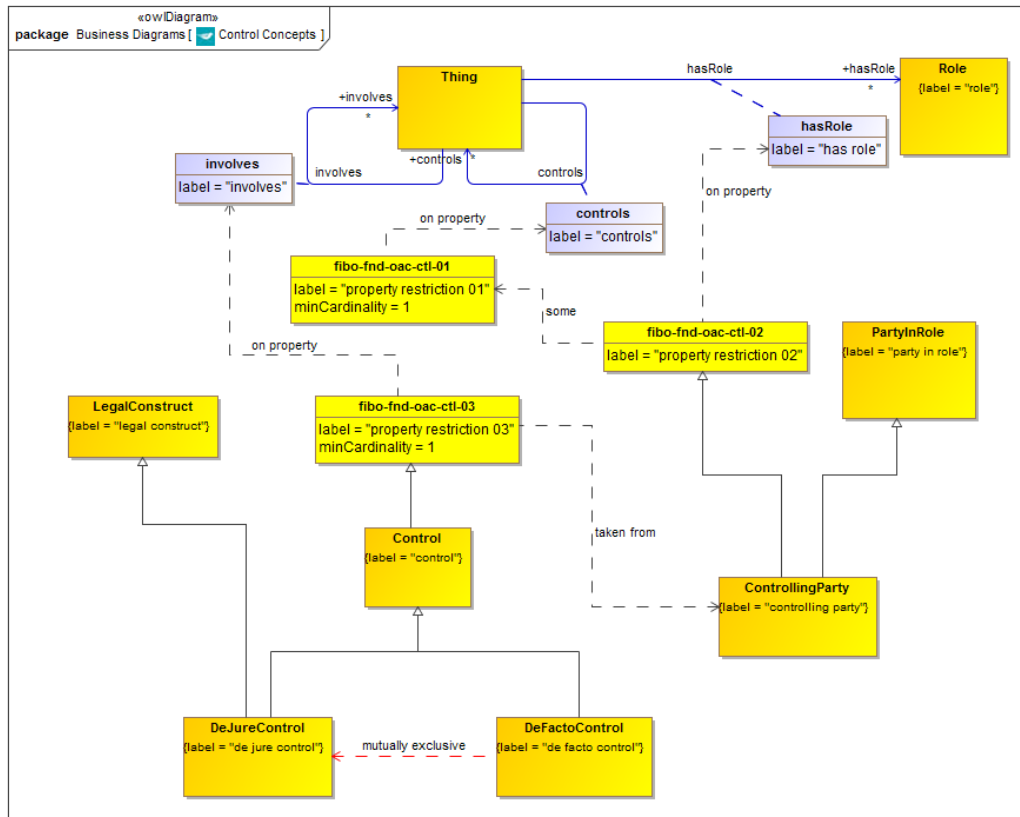 «owlDiagram»
package Business Diagrams [ Control Concepts ]
Thing
hasRole
+hasRole
*
Role
{label = "role"}
+involves
*
hasRole
label = "has role"
involves
label = "involves"
involves
+controls
*
controls
controls
label = "controls"
on property
on property
fibo-fnd-oac-ctl-01
label = "property restriction 01"
minCardinality = 1
some
fibo-fnd-oac-ctl-02
label = "property restriction 02"
PartyInRole
{label = "party in role"}
on property
LegalConstruct
{label = "legal construct"}
fibo-fnd-oac-ctl-03
label = "property restriction 03"
minCardinality = 1
Control
{label = "control"}
taken from
ControllingParty
{label = "controlling party"}
DeJureControl
{label = "de jure control"}
mutually exclusive
DeFactoControl
{label = "de facto control"}